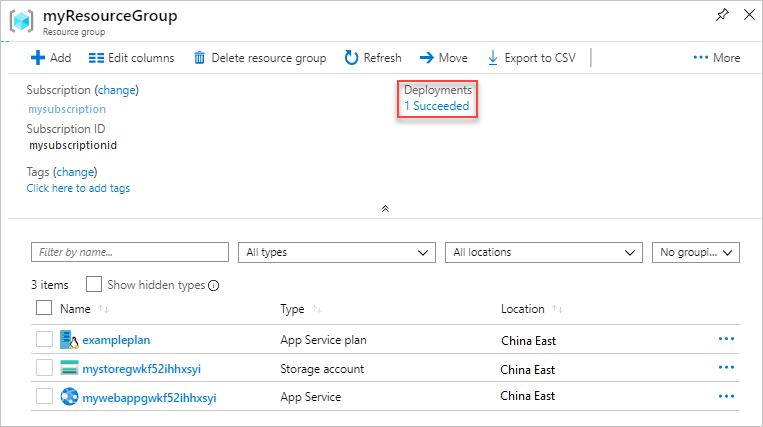 myResourceGroup
Resource group
Add Edit columns Delete resource group Refresh Move Export to CSV More
Subscription (change)
Deployments
mysubscription
1 Succeeded
Subscription ID
mysubscriptionid
Tags (change)
Click here to add tags
Filter by name... All types All locations No groupi...
3 items Show hidden types
Name Type Location
exampleplan App Service plan China East
mystoregwkf52ihhxsyi Storage account China East
mywebappgwkf52ihhxsyi App Service China East